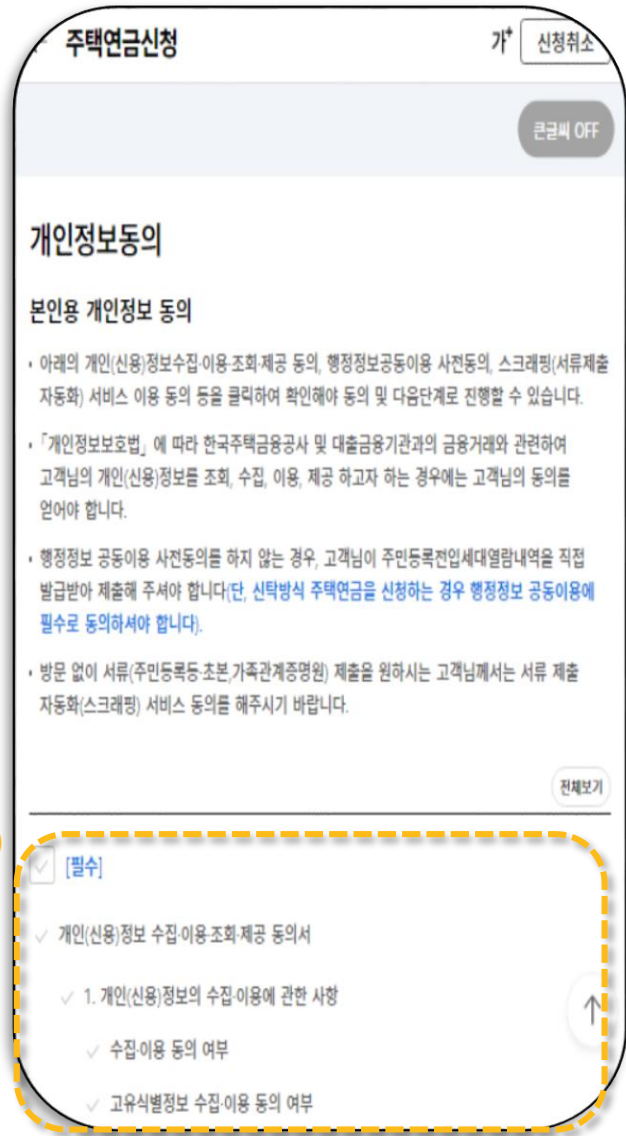 주택연금신청
가+ 신청취소
큰글씨 OFF
개인정보동의
본인용 개인정보 동의
• 아래의 개인(신용)정보수집·이용·조회·제공 동의, 행정정보공동이용 사전동의, 스크래핑(서류제출
자동화) 서비스 이용 동의 등을 클릭하여 확인해야 동의 및 다음단계로 진행할 수 있습니다.
• 「개인정보보호법」 에 따라 한국주택금융공사 및 대출금융기관과의 금융거래와 관련하여
고객님의 개인(신용)정보를 조회, 수집, 이용, 제공 하고자 하는 경우에는 고객님의 동의를
얻어야 합니다.
• 행정정보 공동이용 사전동의를 하지 않는 경우, 고객님이 주민등록전입세대열람내역을 직접
발급받아 제출해 주셔야 합니다(단, 신탁방식 주택연금을 신청하는 경우 행정정보 공동이용에
필수로 동의하셔야 합니다).
• 방문 없이 서류(주민등록등·초본,가족관계증명원) 제출을 원하시는 고객님께서는 서류 제출
자동화(스크래핑) 서비스 동의를 해주시기 바랍니다.
전체보기
[필수]
개인(신용)정보 수집·이용·조회·제공 동의서
1. 개인(신용)정보의 수집·이용에 관한 사항
수집·이용 동의 여부
고유식별정보 수집·이용 동의 여부